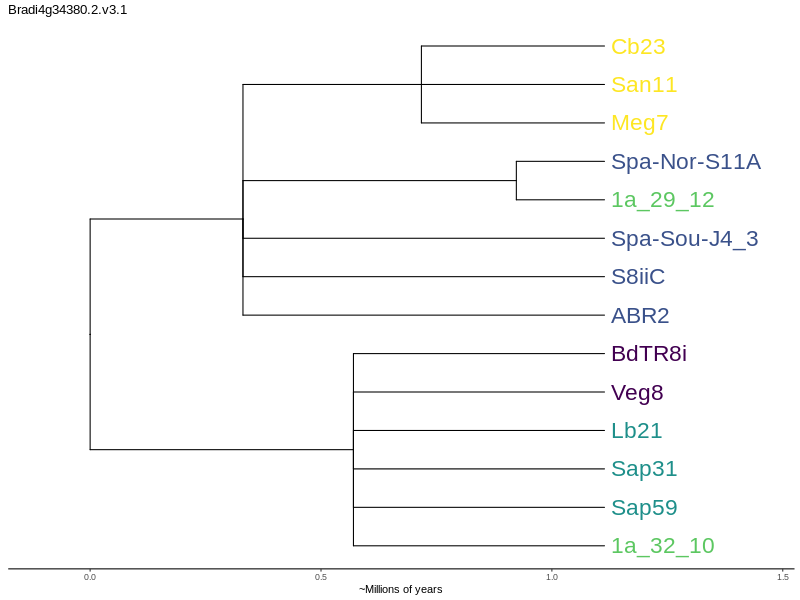 Bradi4g34380.2.v3.1
Cb23
San11
Meg7
Spa-Nor-S11A
1a_29_12
Spa-Sou-J4_3
S8iiC
ABR2
BdTR8i
Veg8
Lb21
Sap31
Sap59
1a_32_10
0.0 0.5 1.0 1.5
~Millions of years